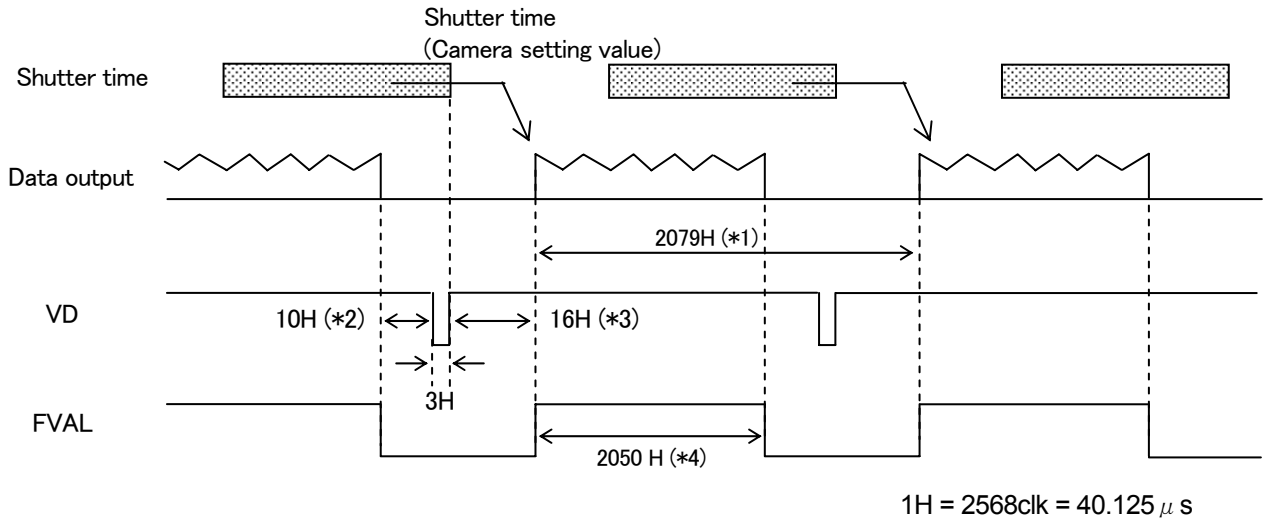 Shutter time
(Camera setting value)
Shutter time
Data output
2079H (*1)
VD
10H (*2)
16H (*3)
3H
FVAL
2050 H (*4)
1H = 2568clk = 40.125 μ s